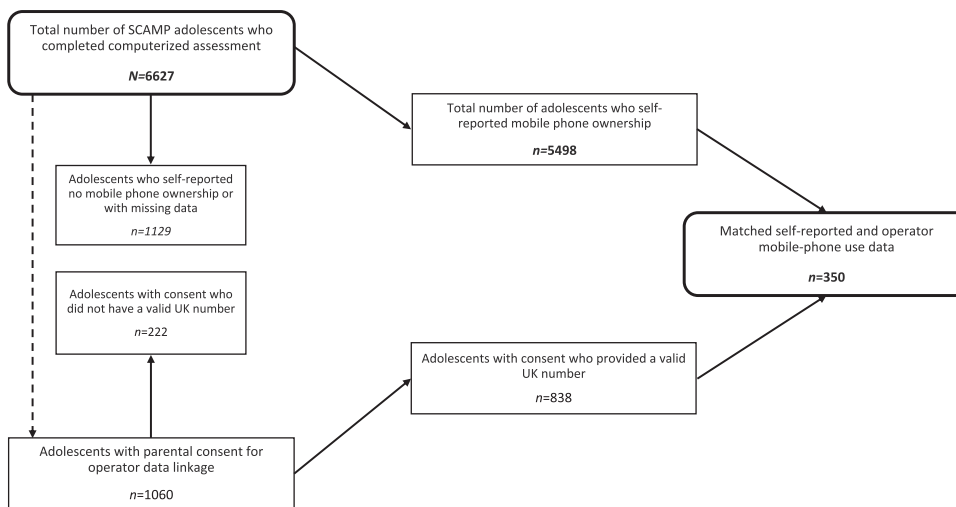 Total number of SCAMP adolescents who
completed computerized assessment
N=6627
Total number of adolescents who self-
reported mobile phone ownership
n=5498
Adolescents who self-reported
no mobile phone ownership or
with missing data
n=1129
Matched self-reported and operator
mobile-phone use data
n=350
Adolescents with consent who
did not have a valid UK number
n=222
Adolescents with consent who provided a valid
UK number
n=838
Adolescents with parental consent for
operator data linkage
n=1060